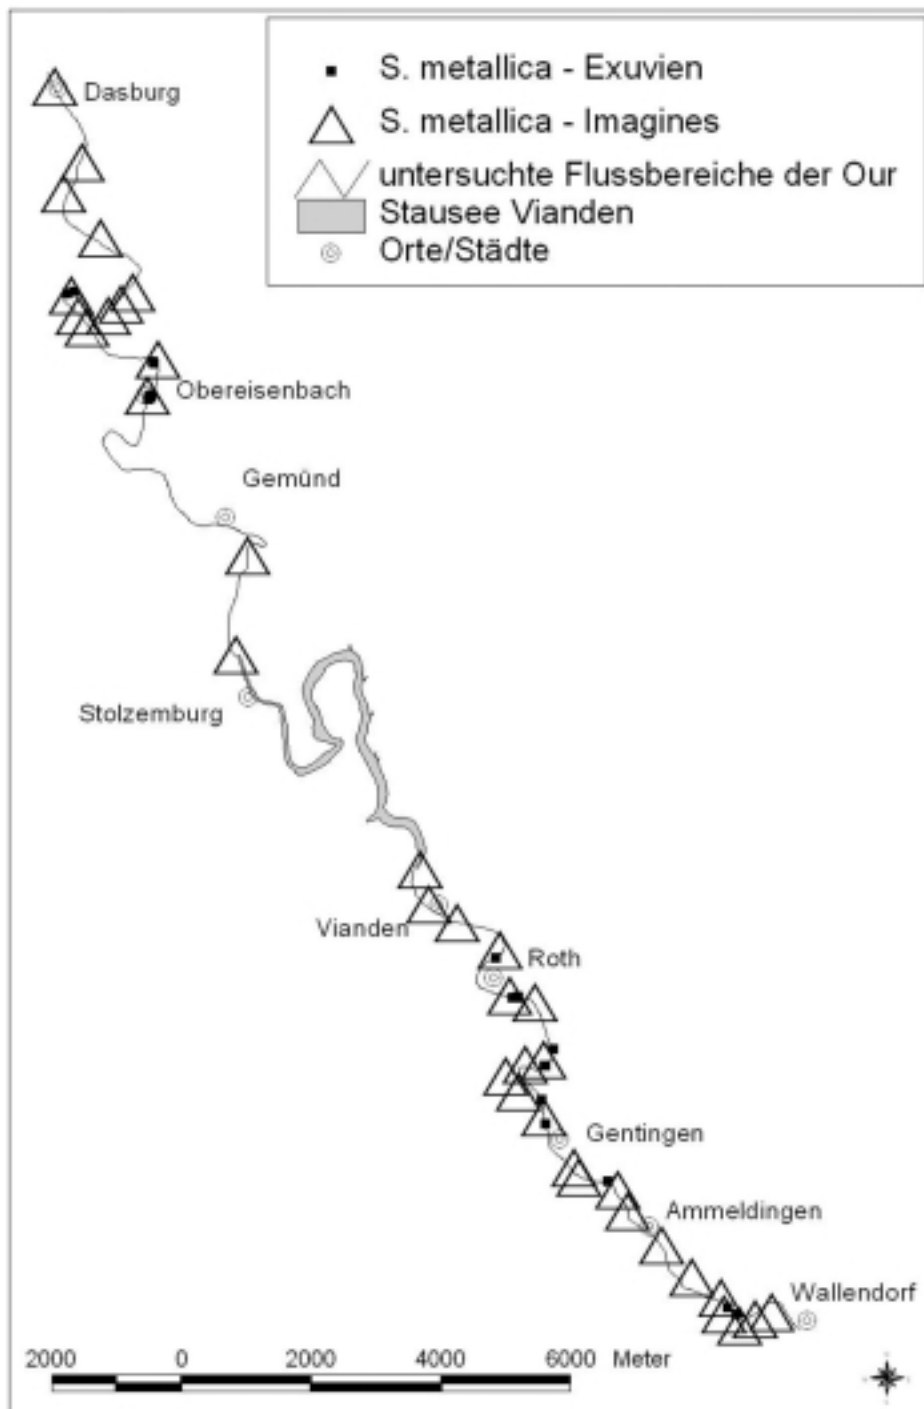 S. metallica - Exuvien
S. metallica - Imagines
untersuchte Flussbereiche der Our
Stausee Vianden
Orte/Städte
Dasburg
Obereisenbach
Gemünd
Stolzemburg
Vianden
Roth
Gentingen
Ammeldingen
Wallendorf
2000 0 2000 4000 6000 Meter